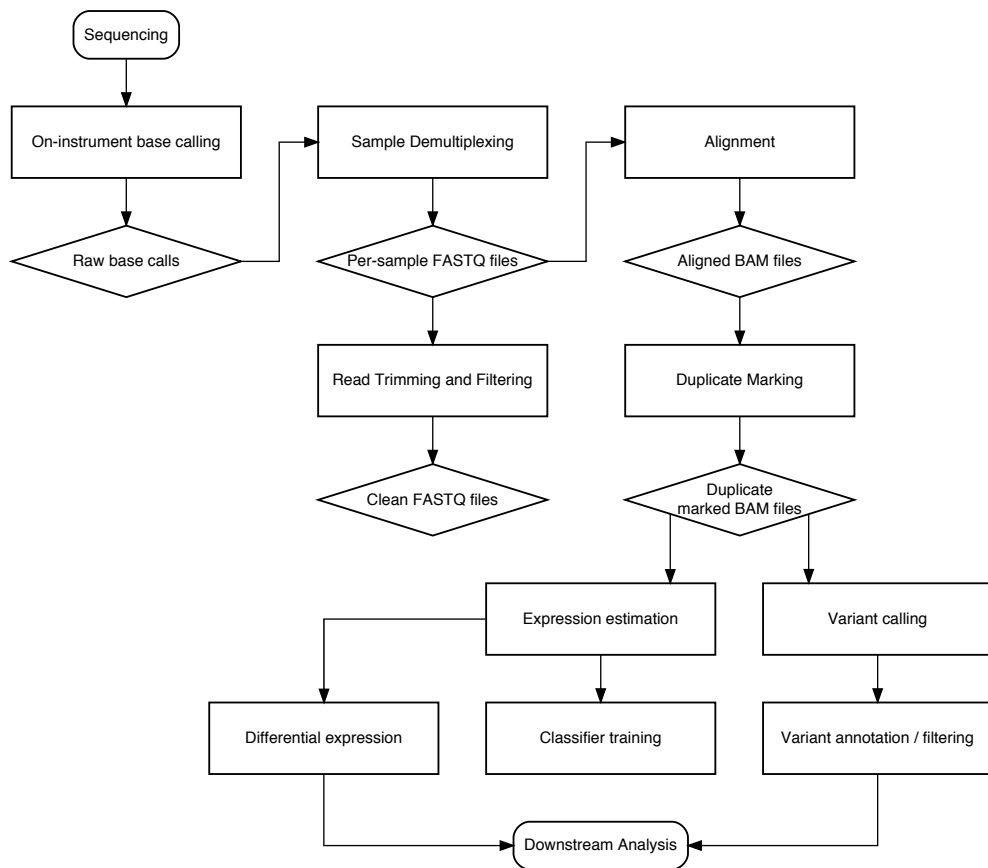 Sequencing
On-instrument base calling
Sample Demultiplexing
Alignment
Raw base calls
Per-sample FASTQ files
Aligned BAM files
Read Trimming and Filtering
Duplicate Marking
Clean FASTQ files
Duplicate
marked BAM files
Expression estimation
Variant calling
Differential expression
Classifier training
Variant annotation / filtering
Downstream Analysis